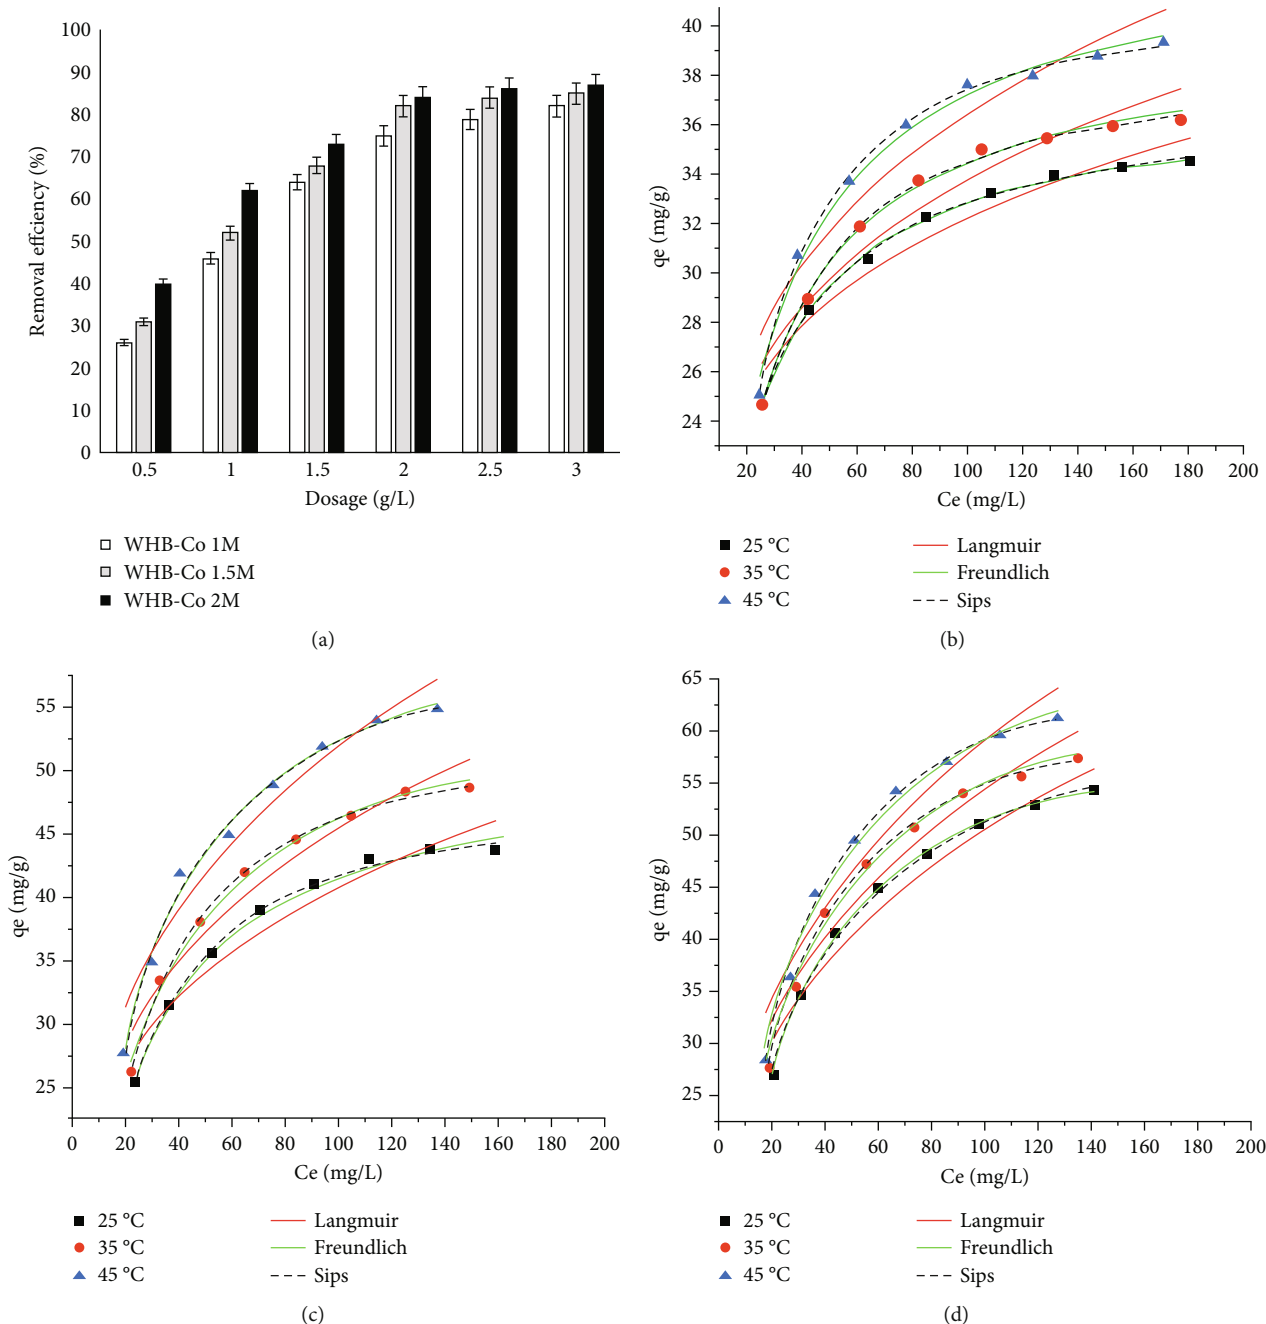 100
90
80
70
60
50
40
30
20
10
0
Removal effciency (%)
0.5 1 1.5 2 2.5 3
Dosage (g/L)
WHB-Co 1M
WHB-Co 1.5M
WHB-Co 2M
(a)
40
38
36
34
32
30
28
26
24
qe (mg/g)
20 40 60 80 100 120 140 160 180 200
Ce (mg/L)
25 °C Langmuir
35 °C Freundlich
45 °C Sips
(b)
55
50
45
40
35
30
25
qe (mg/g)
0 20 40 60 80 100 120 140 160 180 200
Ce (mg/L)
25 °C Langmuir
35 °C Freundlich
45 °C Sips
(c)
65
60
55
50
45
40
35
30
25
qe (mg/g)
0 20 40 60 80 100 120 140 160 180 200
Ce (mg/L)
25 °C Langmuir
35 °C Freundlich
45 °C Sips
(d)